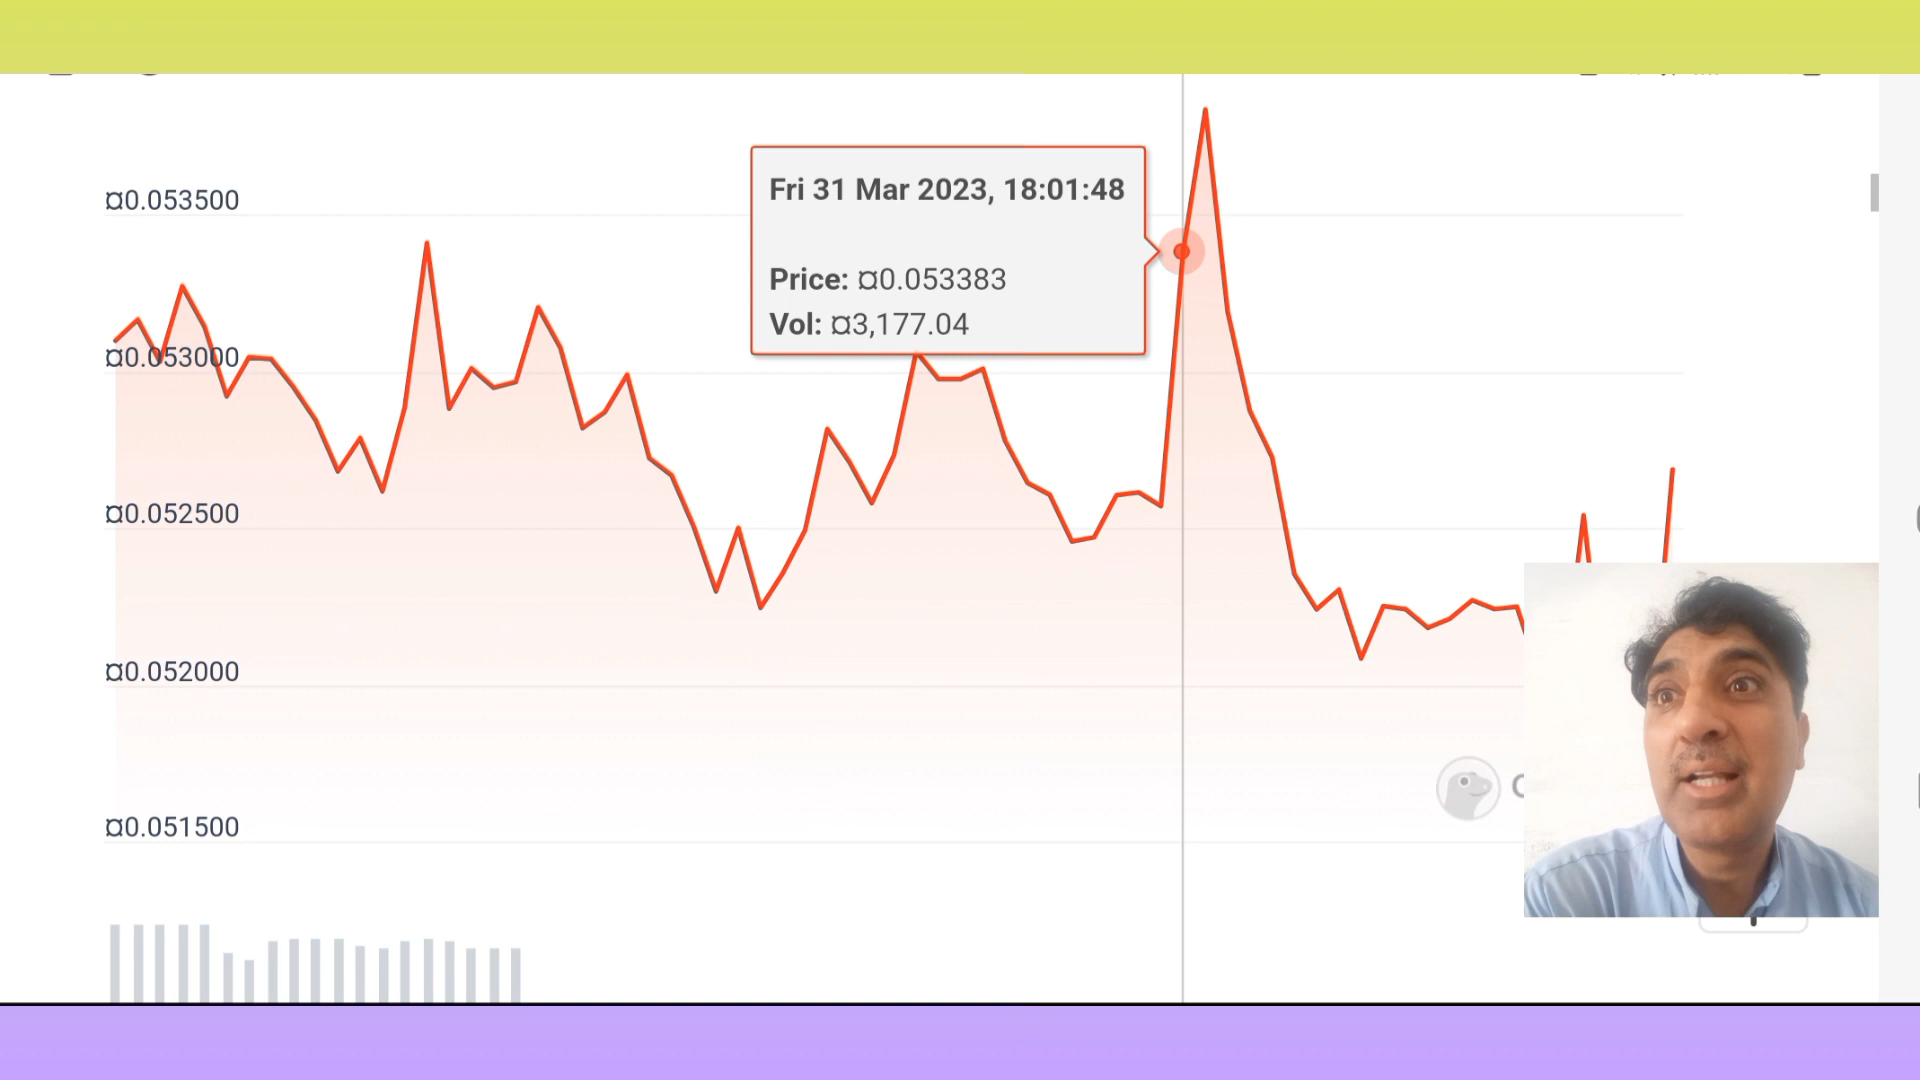 ¤0.053500
¤0.053000
¤0.052500
¤0.052000
¤0.051500
Fri 31 Mar 2023, 18:01:48
Price: ¤0.053383
Vol: ¤3,177.04